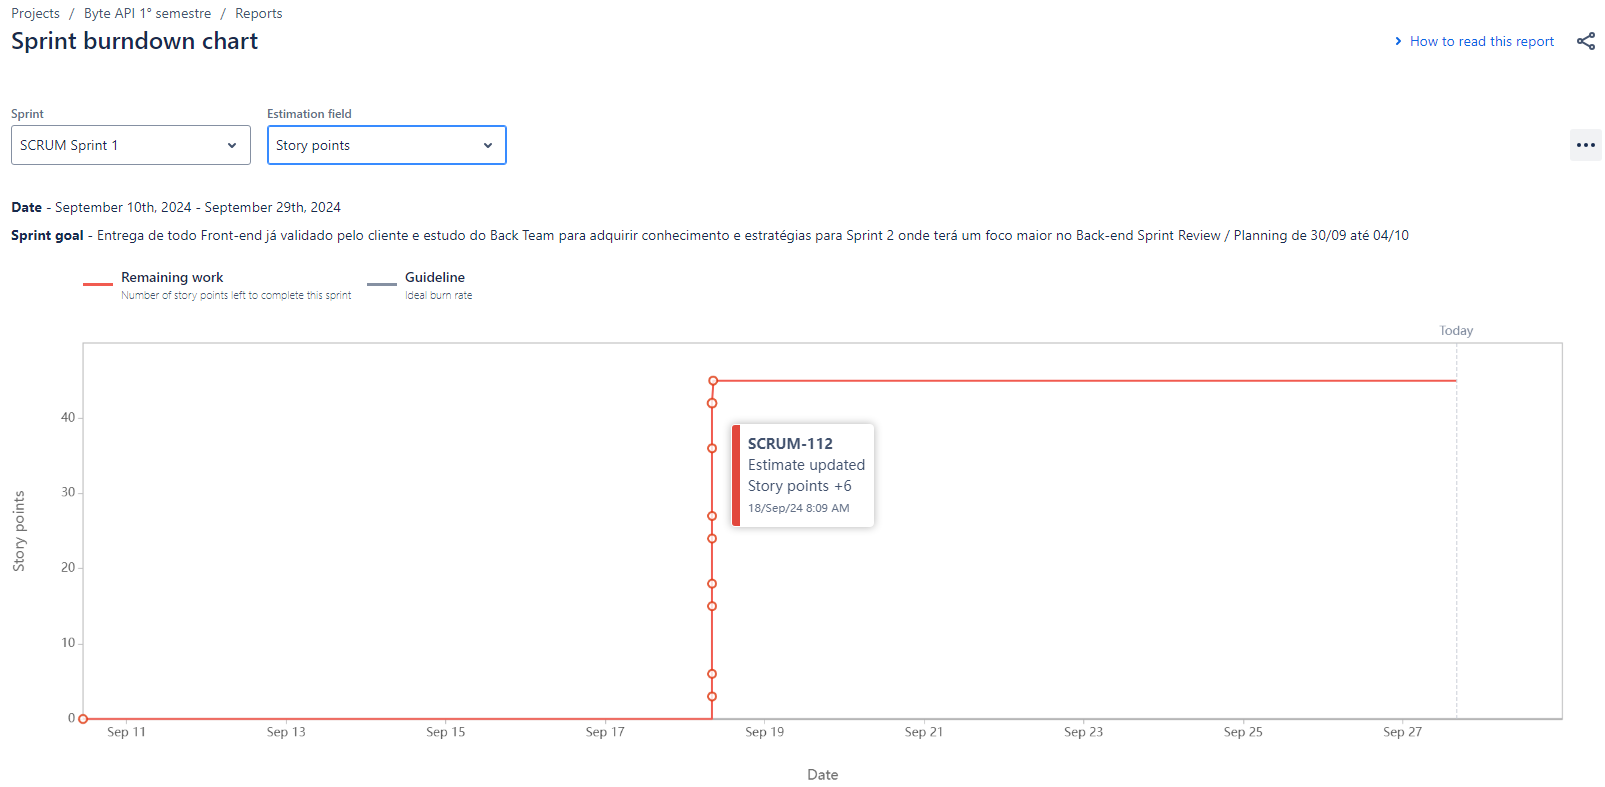 Projects / Byte API 1° semestre / Reports
Sprint burndown chart
How to read this report
Sprint
Estimation field
SCRUM Sprint 1
Story points
Date - September 10th, 2024 - September 29th, 2024
Sprint goal - Entrega de todo Front-end já validado pelo cliente e estudo do Back Team para adquirir conhecimento e estratégias para Sprint 2 onde terá um foco maior no Back-end Sprint Review / Planning de 30/09 até 04/10
Remaining work
Number of story points left to complete this sprint
Guideline
Ideal burn rate
Today
40
30
20
10
0
Story points
SCRUM-112
Estimate updated
Story points +6
18/Sep/24 8:09 AM
Sep 11 Sep 13 Sep 15 Sep 17 Sep 19 Sep 21 Sep 23 Sep 25 Sep 27
Date